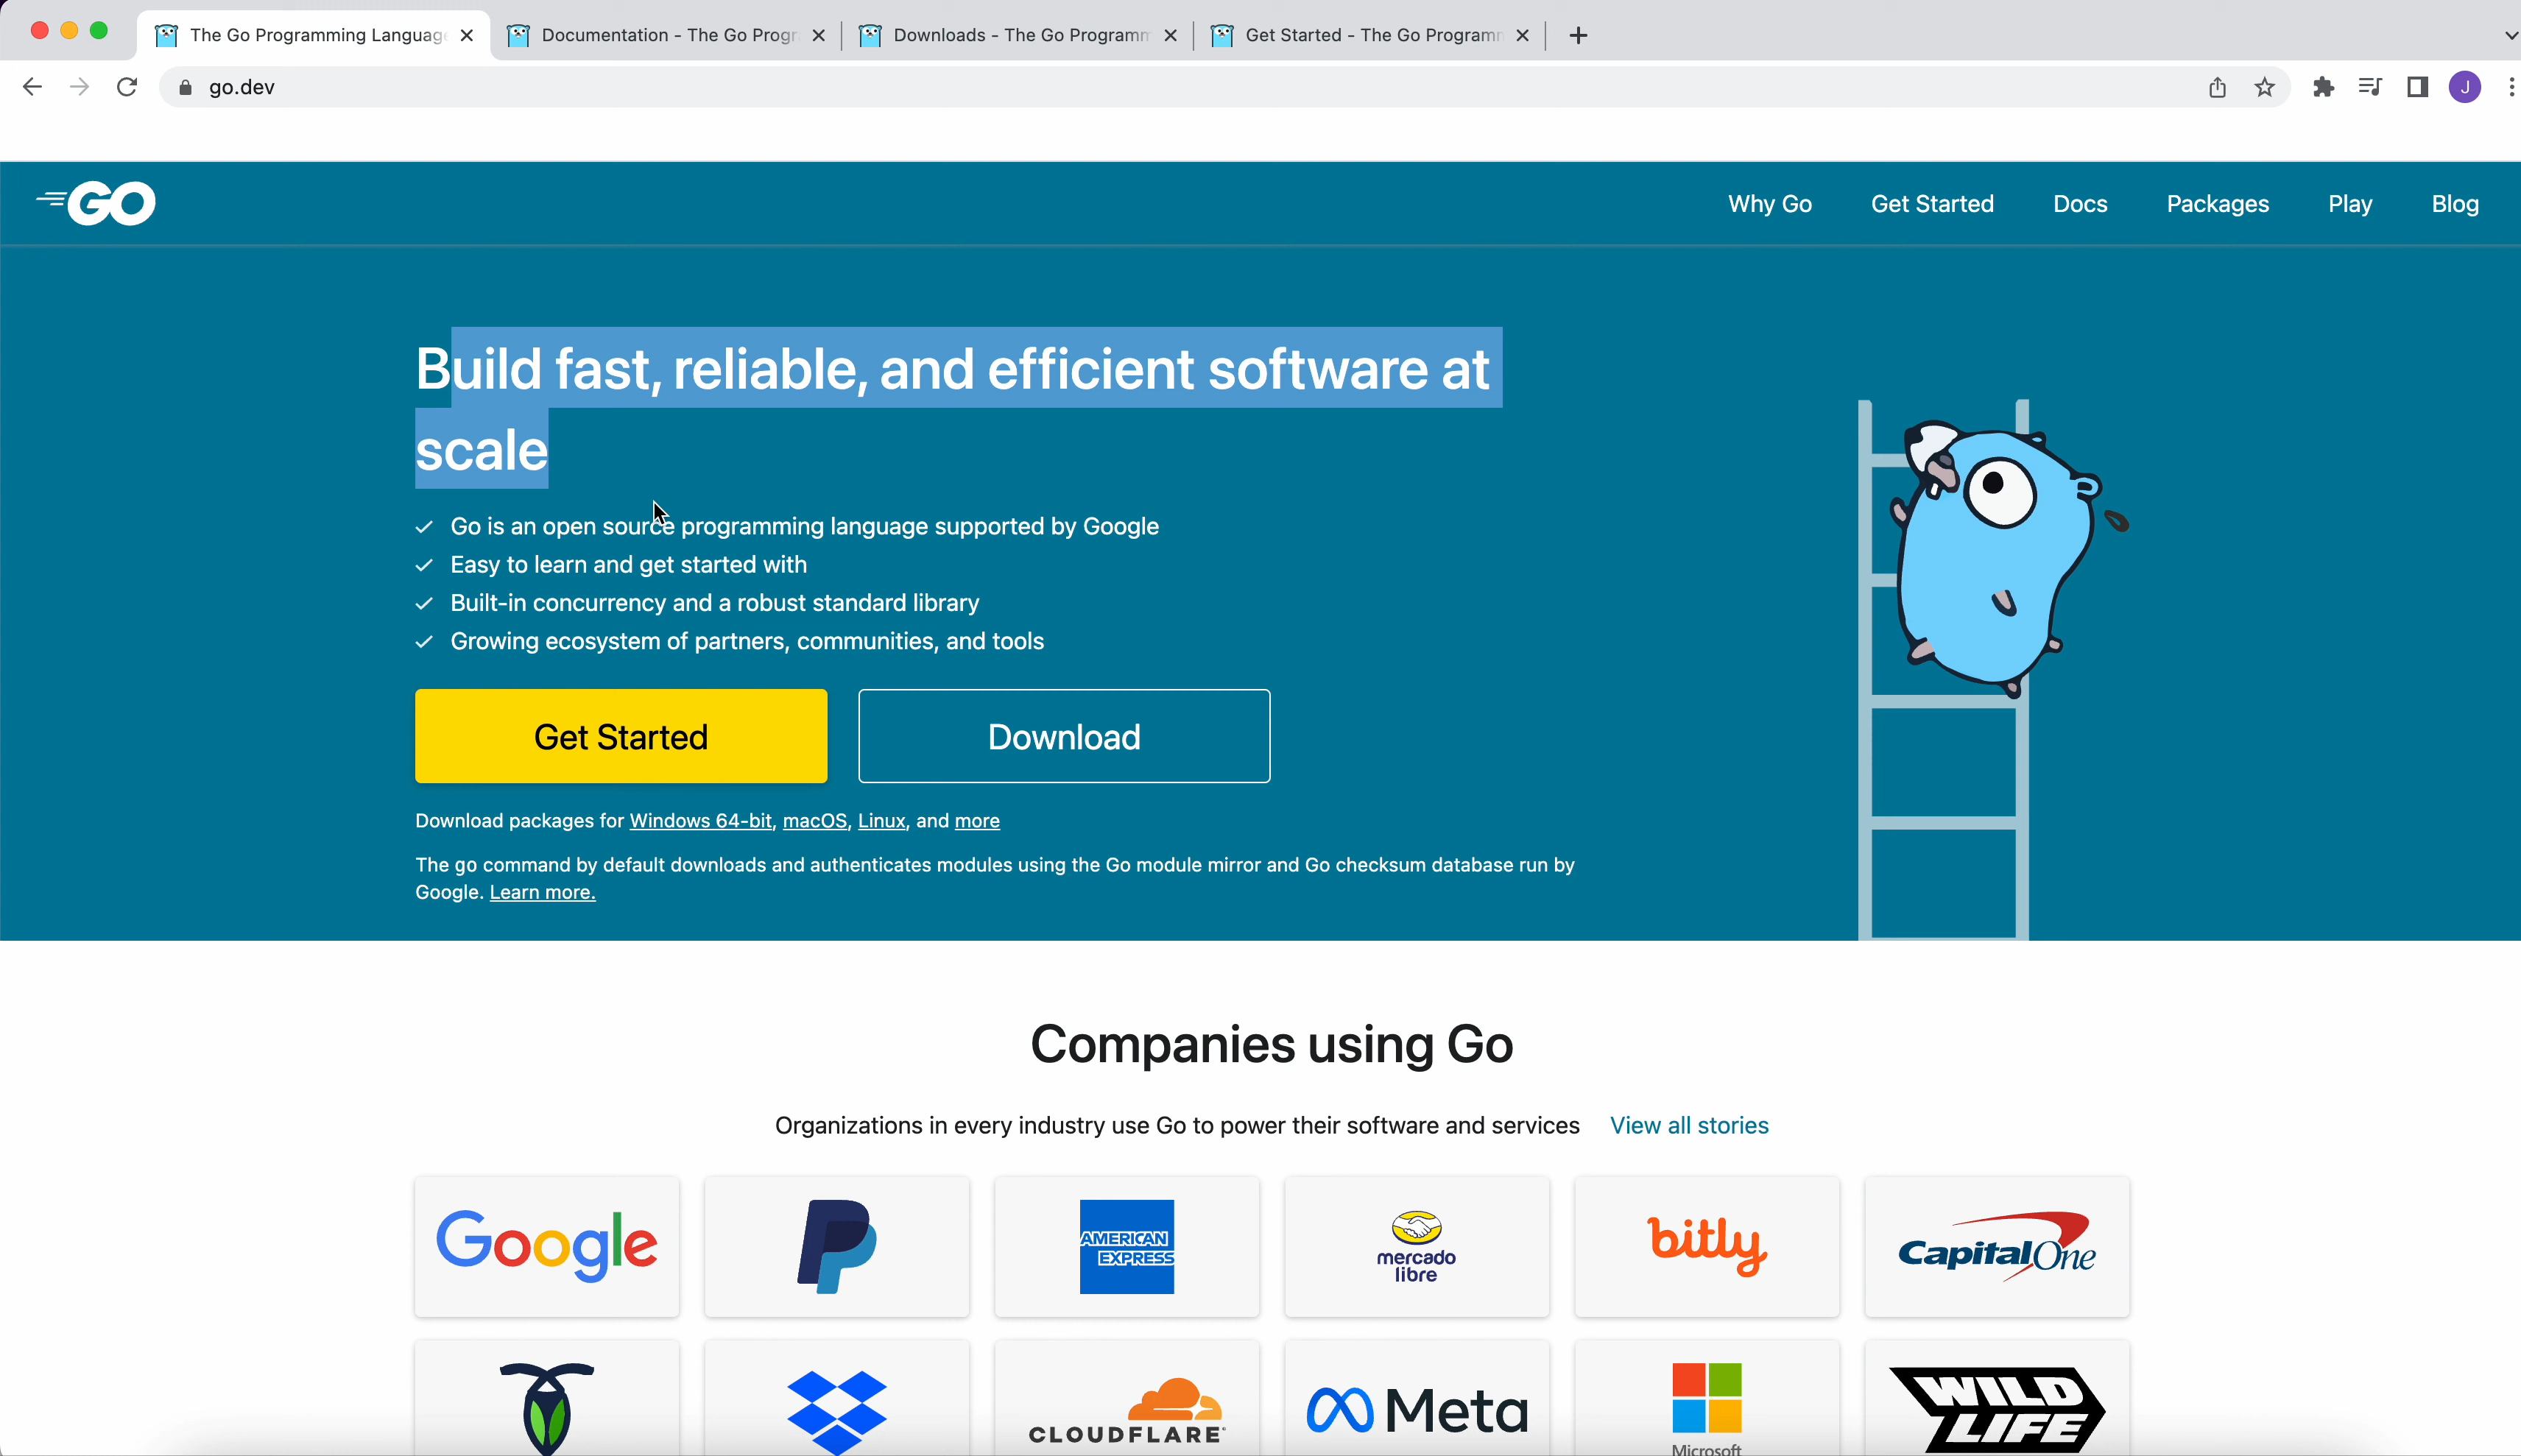 The Go Programming Languag
Documentation - The Go Progr
Downloads - The Go Programm
Get Started - The Go Programm
go.dev
J
GO
Why Go
Get Started
Docs
Packages
Play
Blog
Build fast, reliable, and efficient software at
scale
Go is an open source programming language supported by Google
Easy to learn and get started with
Built-in concurrency and a robust standard library
Growing ecosystem of partners, communities, and tools
Get Started
Download
Download packages for Windows 64-bit, macOS, Linux, and more
The go command by default downloads and authenticates modules using the Go module mirror and Go checksum database run by
Google. Learn more.
Companies using Go
Organizations in every industry use Go to power their software and services View all stories
Google
AMERICAN
EXPRESS
mercado
libre
bitly
Capital One
CLOUDFLARE
Meta
Microsoft
WILD
LIFE